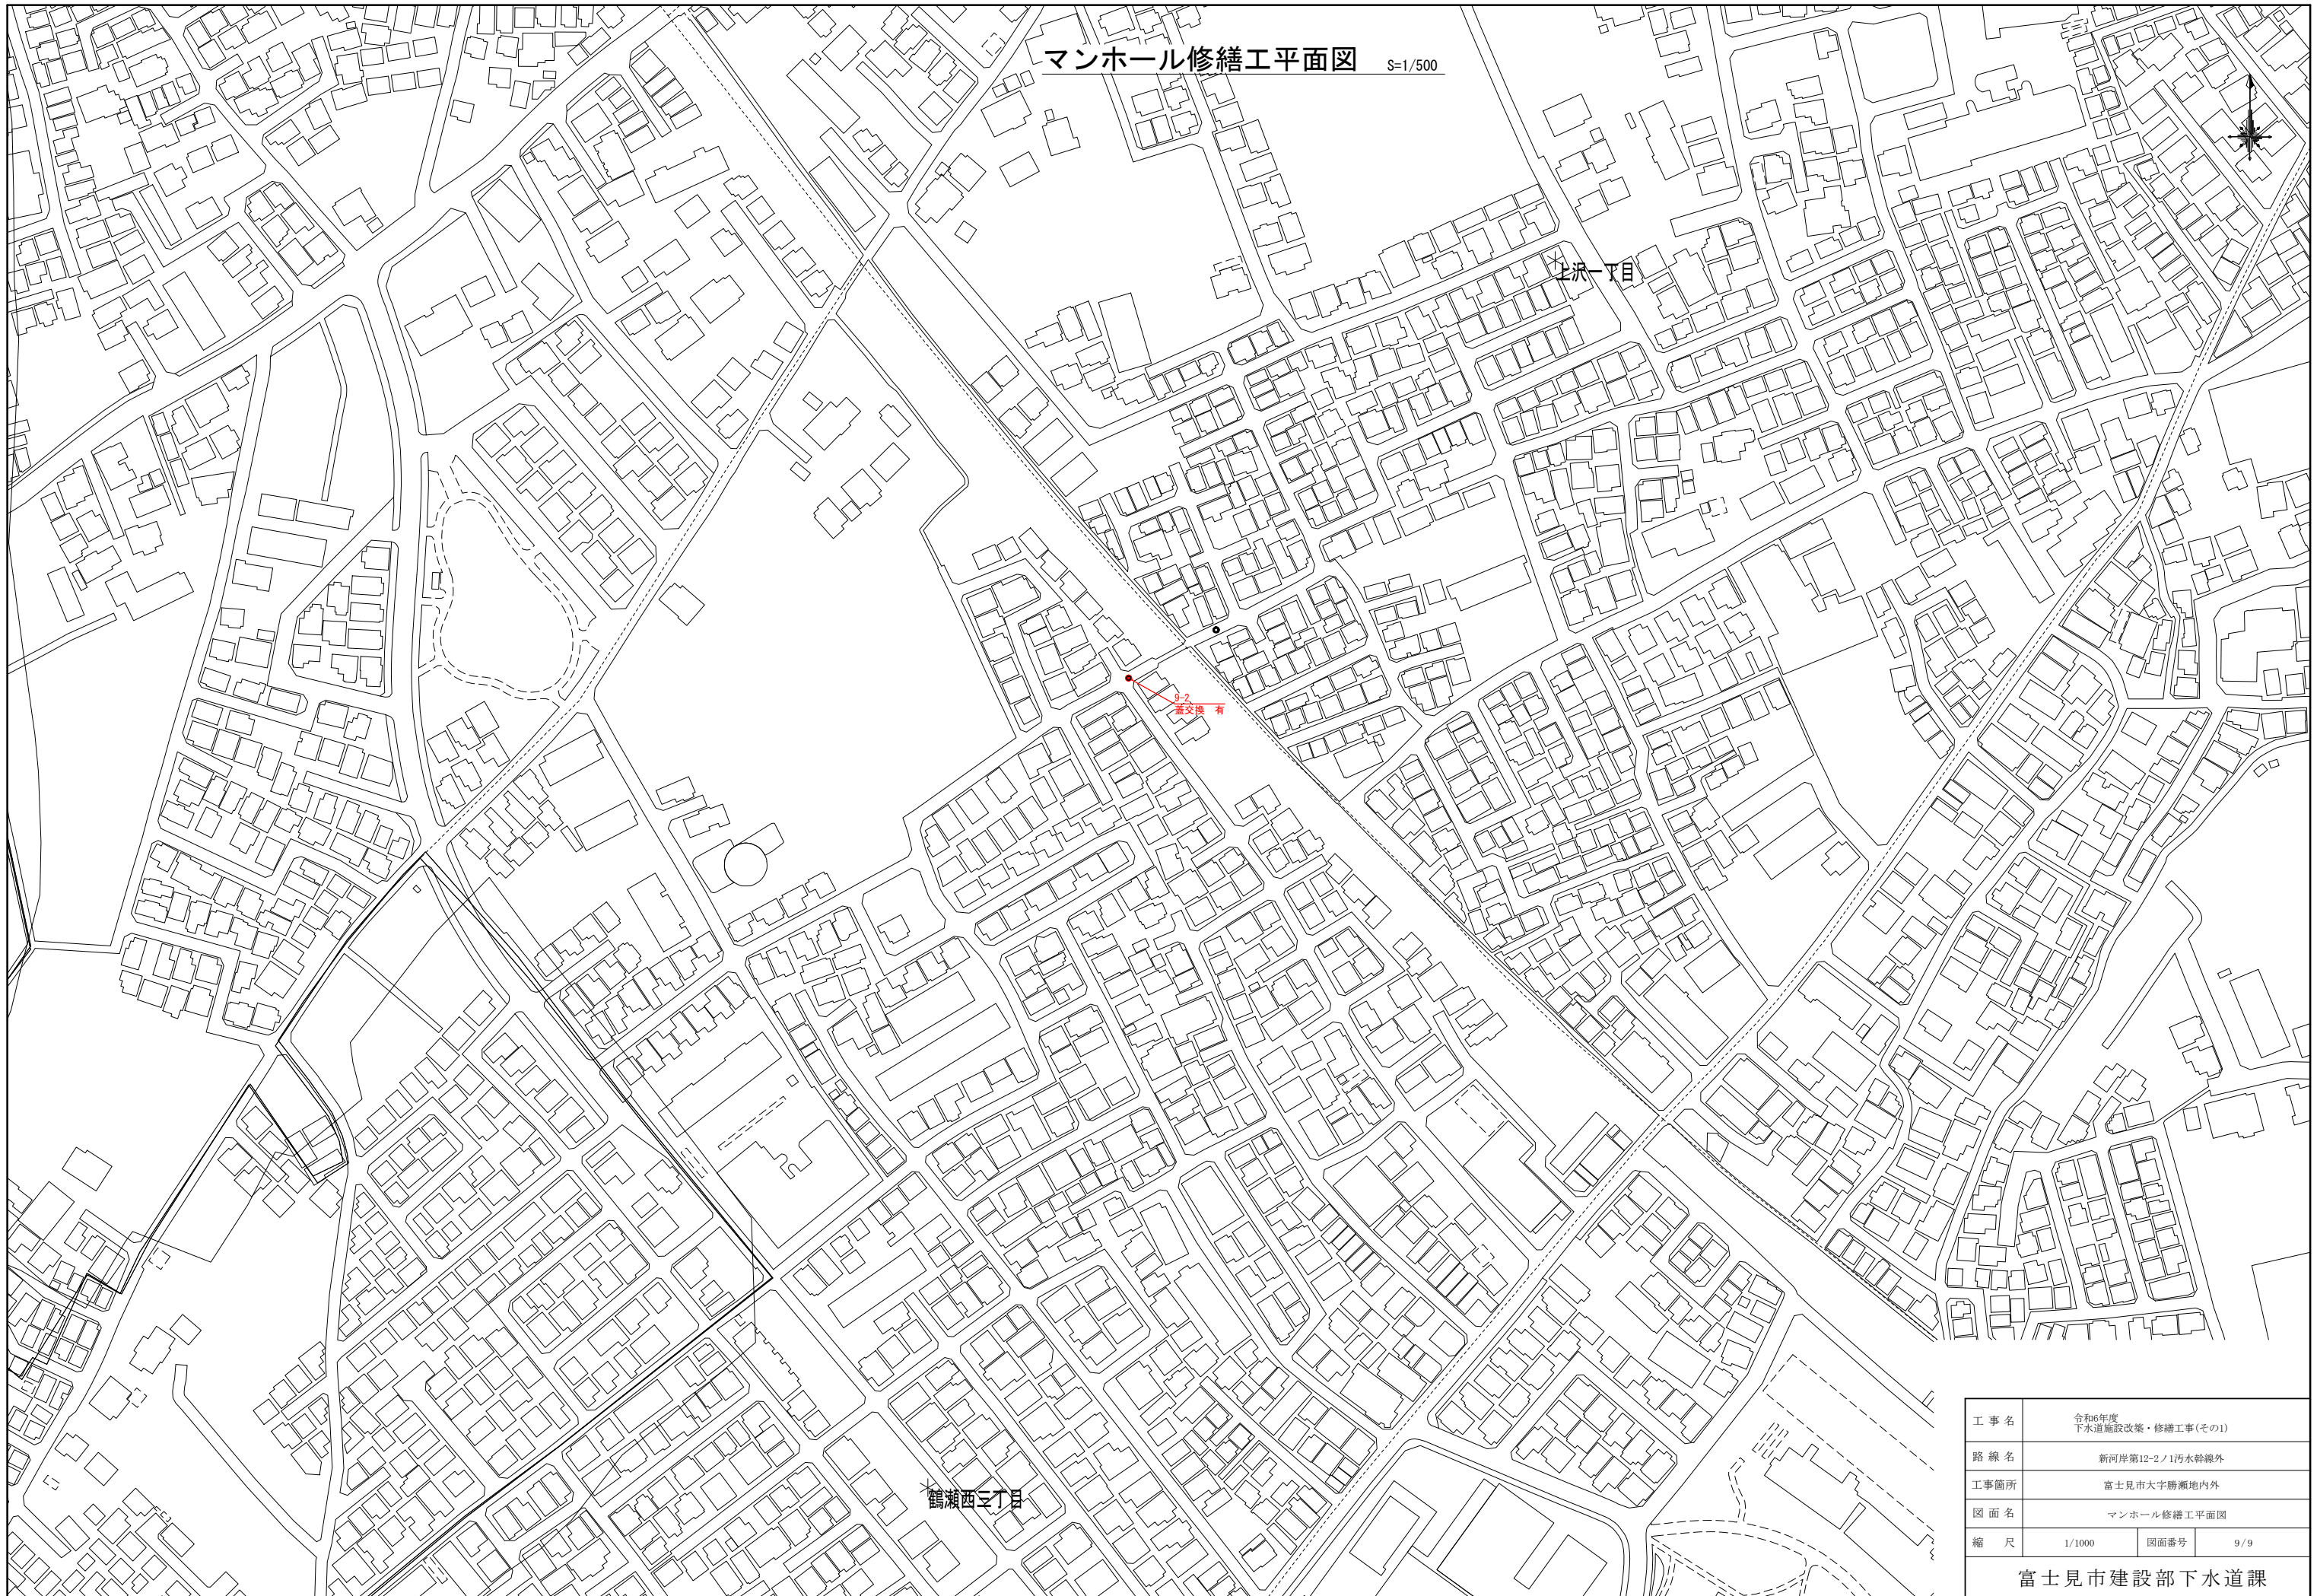 マンホール修繕工平面図 S=1/500
上沢一丁目
9-2
蓋交換 有
鶴瀬西三丁目
工事名 令和6年度
下水道施設改築・修繕工事(その1)
路線名 新河岸第12-2ノ1汚水幹線外
工事箇所 富士見市大字勝瀬地内外
図面名 マンホール修繕工平面図
縮尺 1/1000 図面番号 9/9
富士見市建設部下水道課